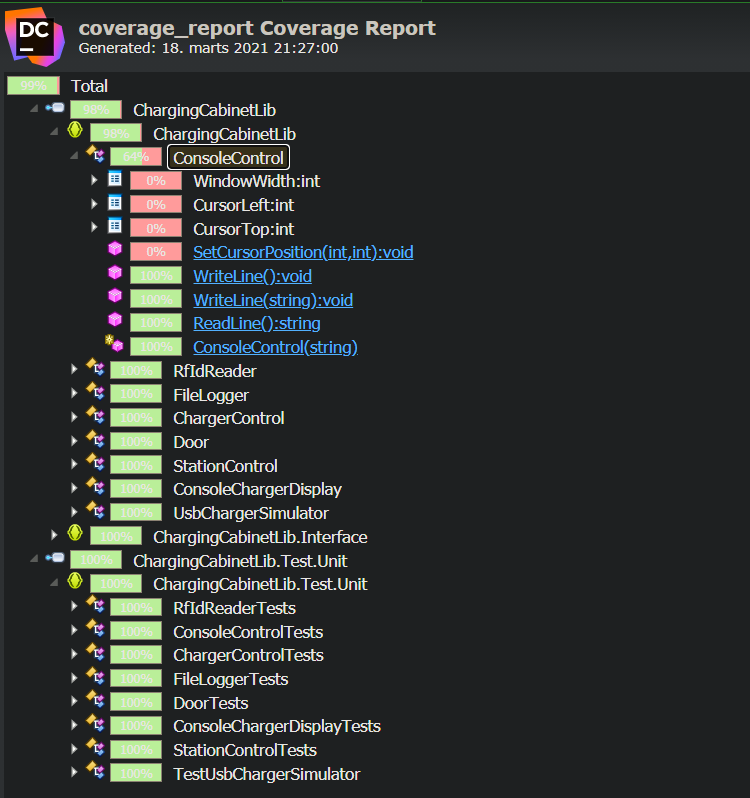 DC
coverage_report Coverage Report
Generated: 18. marts 2021 21:27:00
99% Total
98% ChargingCabinetLib
98% ChargingCabinetLib
64% ConsoleControl
0% WindowWidth:int
0% CursorLeft:int
0% CursorTop:int
0% SetCursorPosition(int,int):void
100% WriteLine():void
100% WriteLine(string):void
100% ReadLine():string
100% ConsoleControl(string)
100% RfIdReader
100% FileLogger
100% ChargerControl
100% Door
100% StationControl
100% ConsoleChargerDisplay
100% UsbChargerSimulator
100% ChargingCabinetLib.Interface
100% ChargingCabinetLib.Test.Unit
100% ChargingCabinetLib.Test.Unit
100% RfIdReaderTests
100% ConsoleControlTests
100% ChargerControlTests
100% FileLoggerTests
100% DoorTests
100% ConsoleChargerDisplayTests
100% StationControlTests
100% TestUsbChargerSimulator